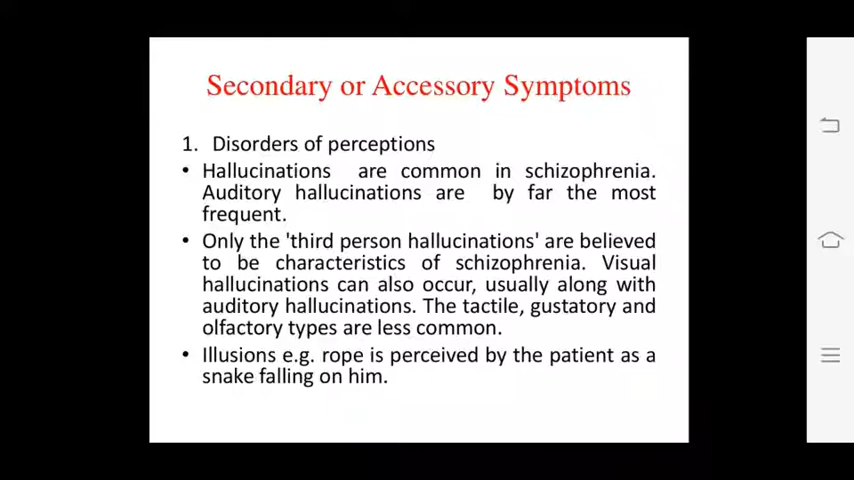 Secondary or Accessory Symptoms
1. Disorders of perceptions
• Hallucinations are common in schizophrenia.
Auditory hallucinations are by far the most
frequent.
• Only the 'third person hallucinations' are believed
to be characteristics of schizophrenia. Visual
hallucinations can also occur, usually along with
auditory hallucinations. The tactile, gustatory and
olfactory types are less common.
• Illusions e.g. rope is perceived by the patient as a
snake falling on him.